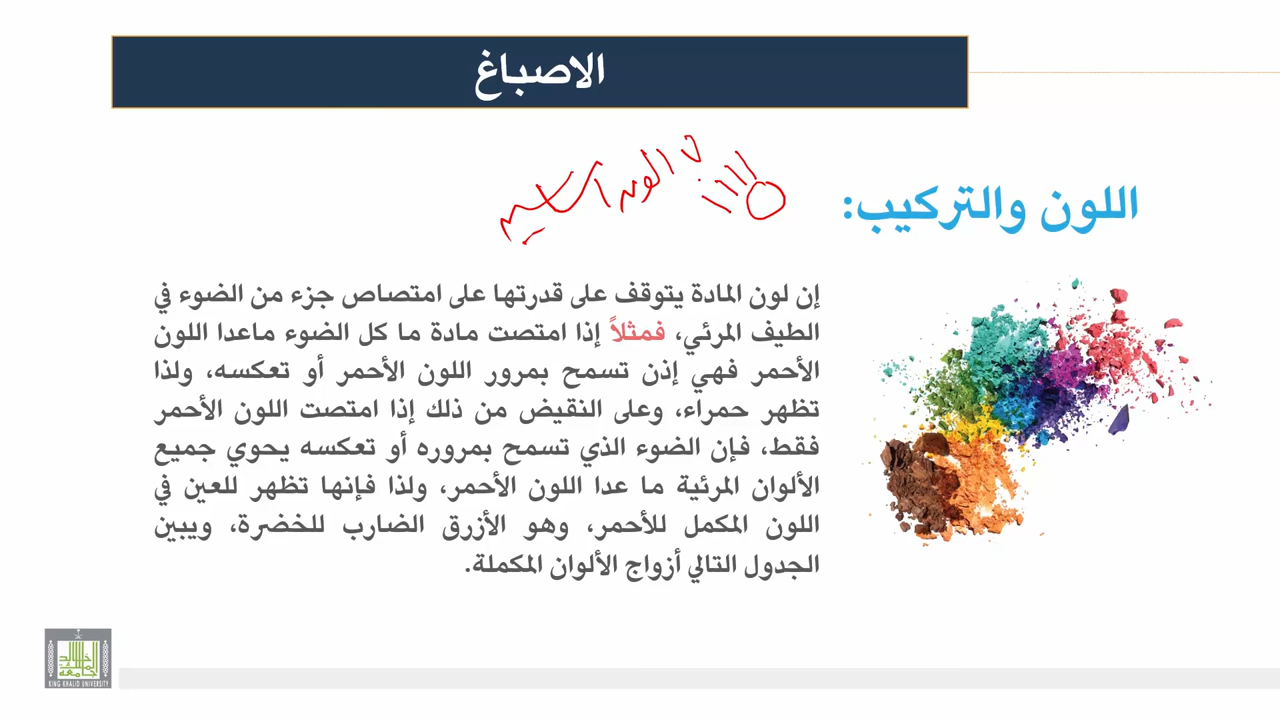 الاصباغ
اللون والتركيب:
إن لون المادة يتوقف على قدرتها على امتصاص جزء من الضوء في
الطيف المرئي، فمثلاً إذا امتصت مادة ما كل الضوء ماعدا اللون
الأحمر فهي إذن تسمح بمرور اللون الأحمر أو تعكسه، ولذا
تظهر حمراء، وعلى النقيض من ذلك إذا امتصت اللون الأحمر
فقط، فإن الضوء الذي تسمح بمروره أو تعكسه يحوي جميع
الألوان المرئية ما عدا اللون الأحمر، ولذا فإنها تظهر للعين في
اللون المكمل للأحمر، وهو الأزرق الضارب للخضرة، ويبين
الجدول التالي أزواج الألوان المكملة.
KING KHALID UNIVERSITY